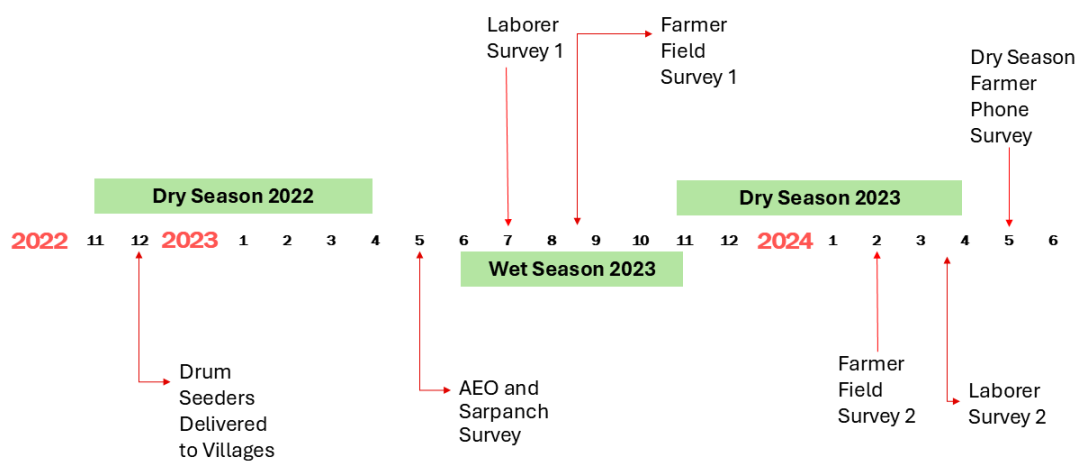 Laborer
Survey 1
Farmer
Field
Survey 1
Dry Season
Farmer
Phone
Survey
Dry Season 2022
Dry Season 2023
2022 11 12 2023 1 2 3 4 5 6 7 8 9 10 11 12 2024 1 2 3 4 5 6
Wet Season 2023
Drum
Seeders
Delivered
to Villages
AEO and
Sarpanch
Survey
Farmer
Field
Survey 2
Laborer
Survey 2